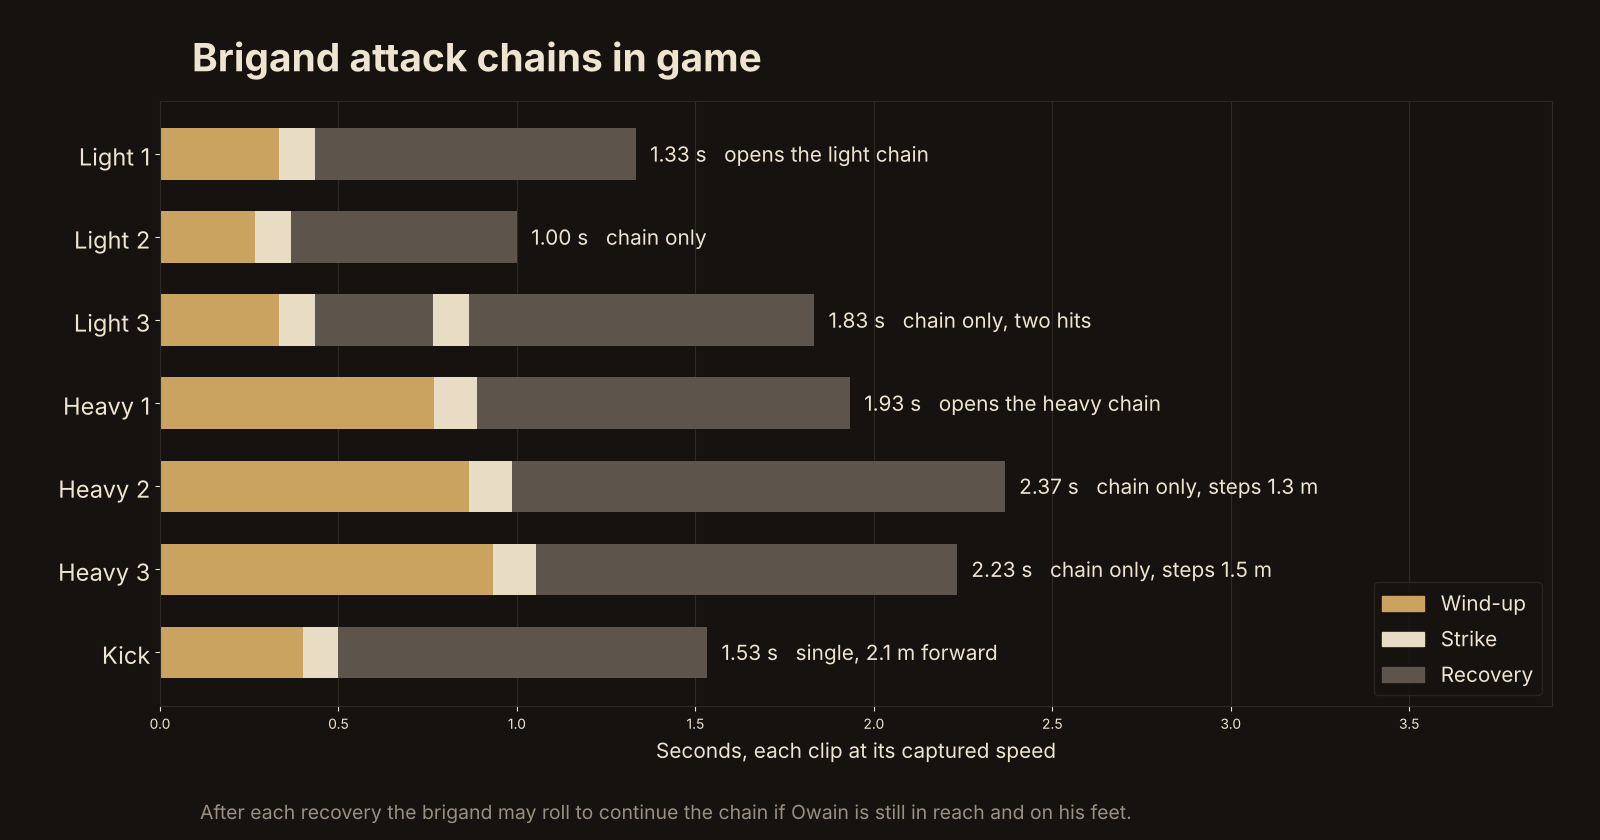 Brigand attack chains in game
Light 1
1.33 s opens the light chain
Light 2
1.00 s chain only
Light 3
1.83 s chain only, two hits
Heavy 1
1.93 s opens the heavy chain
Heavy 2
2.37 s chain only, steps 1.3 m
Heavy 3
2.23 s chain only, steps 1.5 m
Kick
1.53 s single, 2.1 m forward
Wind-up
Strike
Recovery
0.0 0.5 1.0 1.5 2.0 2.5 3.0 3.5
Seconds, each clip at its captured speed
After each recovery the brigand may roll to continue the chain if Owain is still in reach and on his feet.